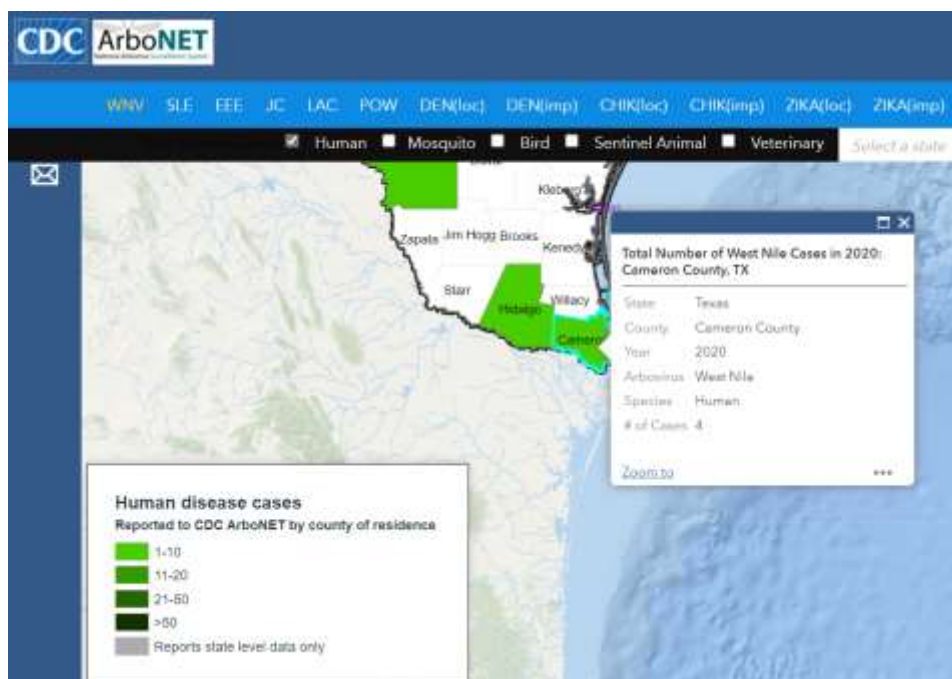 CDC ArboNET
WNV SLE EEE JC LAC POW DEN(loc) DEN(imp) CHIK(loc) CHIK(imp) ZIKA(loc) ZIKA(imp)
Human Mosquito Bird Sentinel Animal Veterinary Select a state
Kleberg
Zapata Jim Hogg Brooks
Kenedy
Starr
Willacy
Hidalgo
Camero
Total Number of West Nile Cases in 2020:
Cameron County, TX
State Texas
County Cameron County
Year 2020
Arbovirus West Nile
Species Human
# of Cases 4
Zoom to
Human disease cases
Reported to CDC ArboNET by county of residence
1-10
11-20
21-50
>50
Reports state level data only